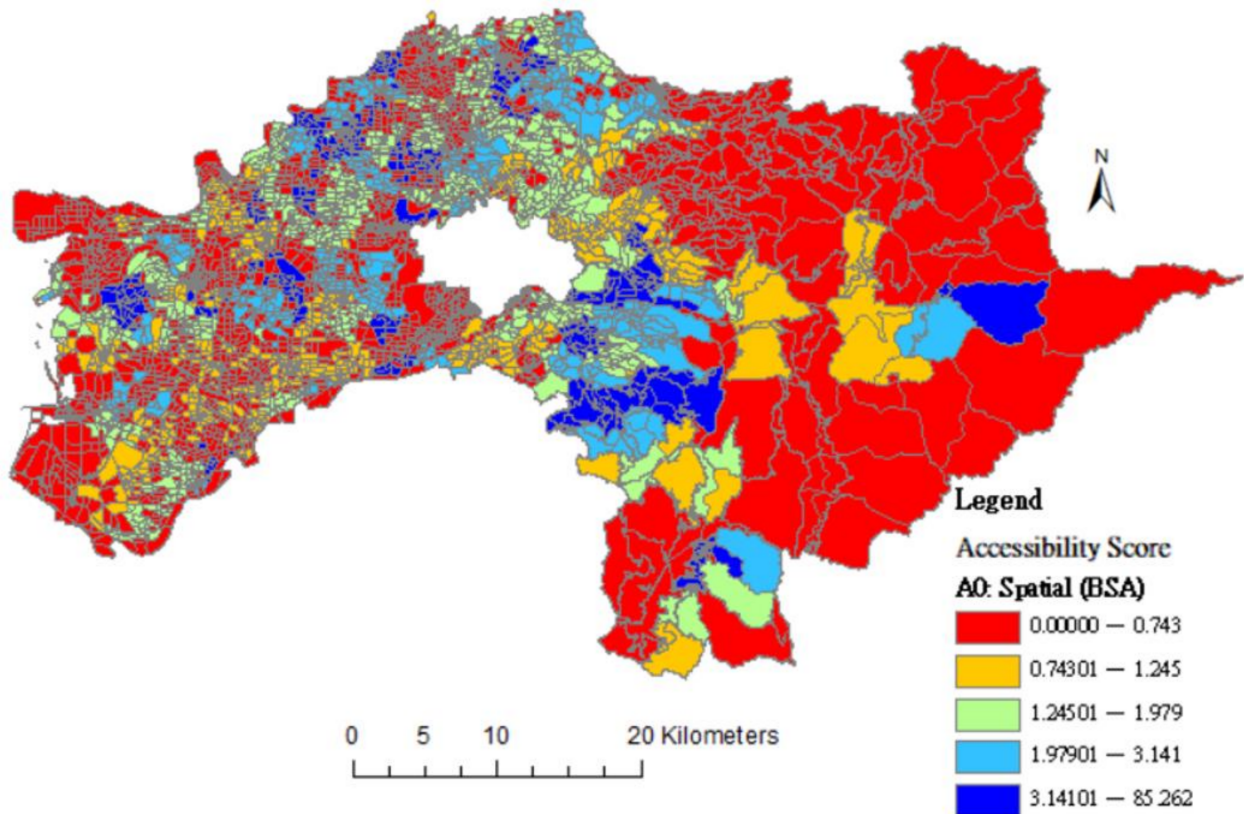 N
Legend
Accessibility Score
A0: Spatial (BSA)
0.00000 — 0.743
0.74301 — 1.245
1.24501 — 1.979
1.97901 — 3.141
3.14101 — 85.262
0 5 10 20 Kilometers